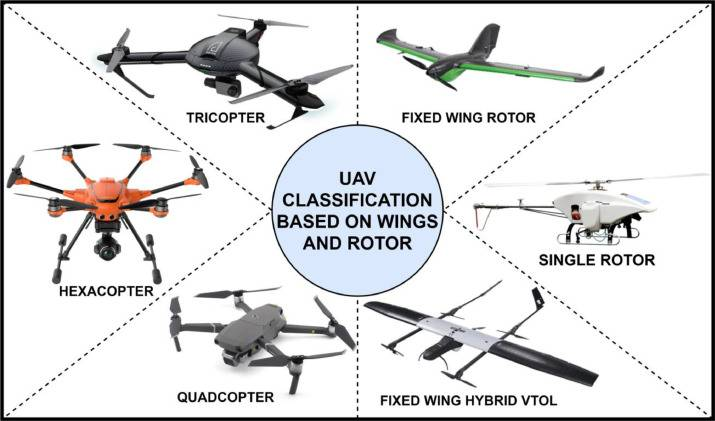 TRICOPTER
FIXED WING ROTOR
UAV
CLASSIFICATION
BASED ON WINGS
AND ROTOR
SINGLE ROTOR
HEXACOPTER
QUADCOPTER
FIXED WING HYBRID VTOL